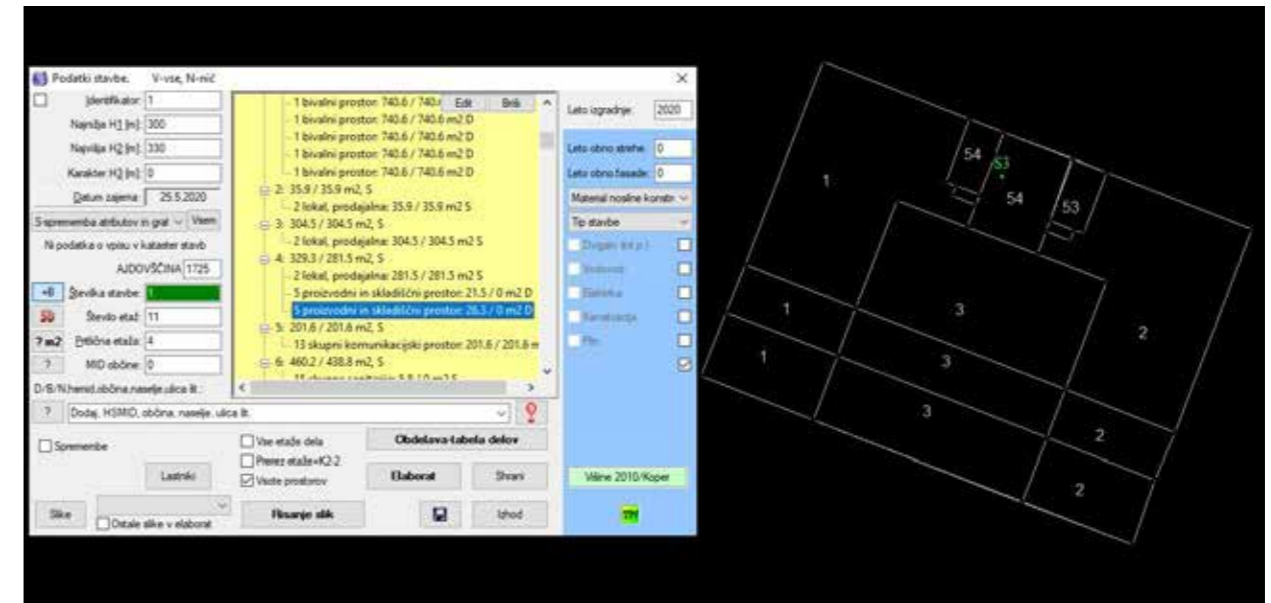 Podatki stavbe. V-vse, N-nič
Identifikator: 1
Najnižja H1 [m]: 300
Najvišja H2 [m]: 330
Karakter.H2 [m]: 0
Datum zajema: 25.5.2020
S-sprememba atributov in graf Vsem
Ni podatka o vpisu v kataster stavb
AJDOVŠČINA 1725
Številka stavbe: 1
Število etaž: 11
? m2 Pritlična etaža: 4
? MID občine: 0
D/B/N,hsmid,občina,naselje,ulica št.:
1 bivalni prostor: 740.6 / 740. Edit Briši
1 bivalni prostor: 740.6 / 740.6 m2 D
1 bivalni prostor: 740.6 / 740.6 m2 D
1 bivalni prostor: 740.6 / 740.6 m2 D
1 bivalni prostor: 740.6 / 740.6 m2 D
2: 35.9 / 35.9 m2, S
2 lokal, prodajalna: 35.9 / 35.9 m2 S
3: 304.5 / 304.5 m2, S
2 lokal, prodajalna: 304.5 / 304.5 m2 S
4: 329.3 / 281.5 m2, S
2 lokal, prodajalna: 281.5 / 281.5 m2 S
5 proizvodni in skladiščni prostor: 21.5 / 0 m2 D
5 proizvodni in skladiščni prostor: 26.3 / 0 m2 D
5: 201.6 / 201.6 m2, S
13 skupni komunikacijski prostor: 201.6 / 201.6 m
6: 460.2 / 438.8 m2, S
? Dodaj, HSMID, občina, naselje, ulica št.
Spremembe
Lastniki
Slike
Ostale slike v elaborat
Vse etaže dela
Prerez etaže+K2-2
Vsote prostorov
Risanje slik
Obdelava-tabela delov
Elaborat Shrani
Izhod
Leto izgradnje: 2020
Leto obno.strehe: 0
Leto obno.fasade: 0
Material nosilne konstr
Tip stavbe
Višine 2010/Koper
1
54
53
54
53
1
3
2
1
3
3
2
2